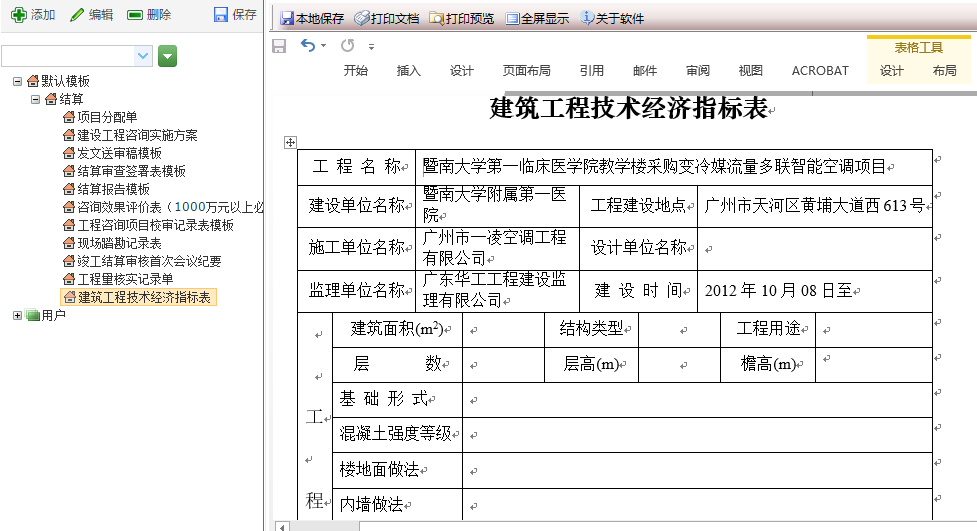 添加 编辑 删除 保存
默认模板
结算
项目分配单
建设工程咨询实施方案
发文送审稿模板
结算审查签署表模板
结算报告模板
咨询效果评价表（1000万元以上必
工程咨询项目校审记录表模板
现场踏勘记录表
竣工结算审核首次会议纪要
工程量核实记录单
建筑工程技术经济指标表
用户
本地保存 打印文档 打印预览 全屏显示 关于软件
表格工具
开始 插入 设计 页面布局 引用 邮件 审阅 视图 ACROBAT 设计 布局
建筑工程技术经济指标表
工 程 名 称 暨南大学第一临床医学院教学楼采购变冷媒流量多联智能空调项目
建设单位名称 暨南大学附属第一医
院 工程建设地点 广州市天河区黄埔大道西 613 号
施工单位名称 广州市一凌空调工程
有限公司 设计单位名称
监理单位名称 广东华工工程建设监
理有限公司 建 设 时 间 2012 年 10 月 08 日至
建筑面积(m²) 结构类型 工程用途
层 数 层高(m) 檐高(m)
基 础 形 式
工
混凝土强度等级
楼地面做法
程
内墙做法